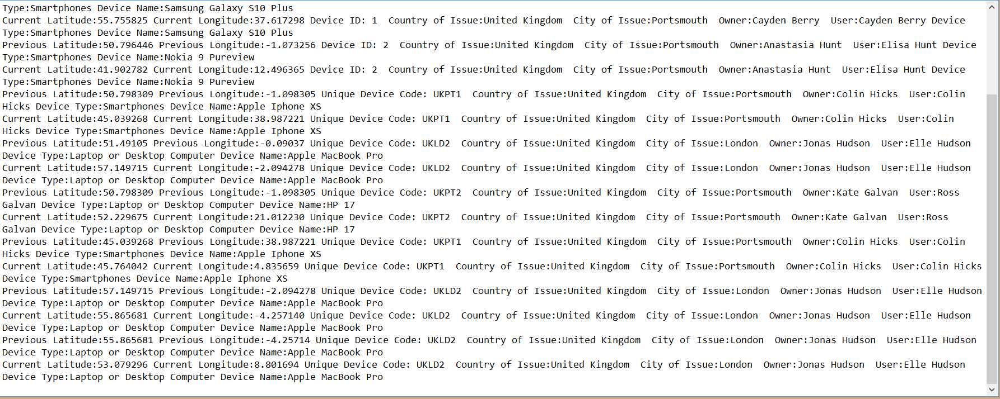 Type:Smartphones Device Name:Samsung Galaxy S10 Plus
Current Latitude:55.755825 Current Longitude:37.617298 Device ID: 1  Country of Issue:United Kingdom  City of Issue:Portsmouth  Owner:Cayden Berry  User:Cayden Berry Device
Type:Smartphones Device Name:Samsung Galaxy S10 Plus
Previous Latitude:50.796446 Previous Longitude:-1.073256 Device ID: 2  Country of Issue:United Kingdom  City of Issue:Portsmouth  Owner:Anastasia Hunt  User:Elisa Hunt Device
Type:Smartphones Device Name:Nokia 9 Pureview
Current Latitude:41.902782 Current Longitude:12.496365 Device ID: 2  Country of Issue:United Kingdom  City of Issue:Portsmouth  Owner:Anastasia Hunt  User:Elisa Hunt Device
Type:Smartphones Device Name:Nokia 9 Pureview
Previous Latitude:50.798309 Previous Longitude:-1.098305 Unique Device Code: UKPT1  Country of Issue:United Kingdom  City of Issue:Portsmouth  Owner:Colin Hicks  User:Colin
Hicks Device Type:Smartphones Device Name:Apple Iphone XS
Current Latitude:45.039268 Current Longitude:38.987221 Unique Device Code: UKPT1  Country of Issue:United Kingdom  City of Issue:Portsmouth  Owner:Colin Hicks  User:Colin
Hicks Device Type:Smartphones Device Name:Apple Iphone XS
Previous Latitude:51.49105 Previous Longitude:-0.09037 Unique Device Code: UKLD2  Country of Issue:United Kingdom  City of Issue:London  Owner:Jonas Hudson  User:Elle Hudson
Device Type:Laptop or Desktop Computer Device Name:Apple MacBook Pro
Current Latitude:57.149715 Current Longitude:-2.094278 Unique Device Code: UKLD2  Country of Issue:United Kingdom  City of Issue:London  Owner:Jonas Hudson  User:Elle Hudson
Device Type:Laptop or Desktop Computer Device Name:Apple MacBook Pro
Previous Latitude:50.798309 Previous Longitude:-1.098305 Unique Device Code: UKPT2  Country of Issue:United Kingdom  City of Issue:Portsmouth  Owner:Kate Galvan  User:Ross
Galvan Device Type:Laptop or Desktop Computer Device Name:HP 17
Current Latitude:52.229675 Current Longitude:21.012230 Unique Device Code: UKPT2  Country of Issue:United Kingdom  City of Issue:Portsmouth  Owner:Kate Galvan  User:Ross
Galvan Device Type:Laptop or Desktop Computer Device Name:HP 17
Previous Latitude:45.039268 Previous Longitude:38.987221 Unique Device Code: UKPT1  Country of Issue:United Kingdom  City of Issue:Portsmouth  Owner:Colin Hicks  User:Colin
Hicks Device Type:Smartphones Device Name:Apple Iphone XS
Current Latitude:45.764042 Current Longitude:4.835659 Unique Device Code: UKPT1  Country of Issue:United Kingdom  City of Issue:Portsmouth  Owner:Colin Hicks  User:Colin Hicks
Device Type:Smartphones Device Name:Apple Iphone XS
Previous Latitude:57.149715 Previous Longitude:-2.094278 Unique Device Code: UKLD2  Country of Issue:United Kingdom  City of Issue:London  Owner:Jonas Hudson  User:Elle Hudson
Device Type:Laptop or Desktop Computer Device Name:Apple MacBook Pro
Current Latitude:55.865681 Current Longitude:-4.257140 Unique Device Code: UKLD2  Country of Issue:United Kingdom  City of Issue:London  Owner:Jonas Hudson  User:Elle Hudson
Device Type:Laptop or Desktop Computer Device Name:Apple MacBook Pro
Previous Latitude:55.865681 Previous Longitude:-4.25714 Unique Device Code: UKLD2  Country of Issue:United Kingdom  City of Issue:London  Owner:Jonas Hudson  User:Elle Hudson
Device Type:Laptop or Desktop Computer Device Name:Apple MacBook Pro
Current Latitude:53.079296 Current Longitude:8.801694 Unique Device Code: UKLD2  Country of Issue:United Kingdom  City of Issue:London  Owner:Jonas Hudson  User:Elle Hudson
Device Type:Laptop or Desktop Computer Device Name:Apple MacBook Pro